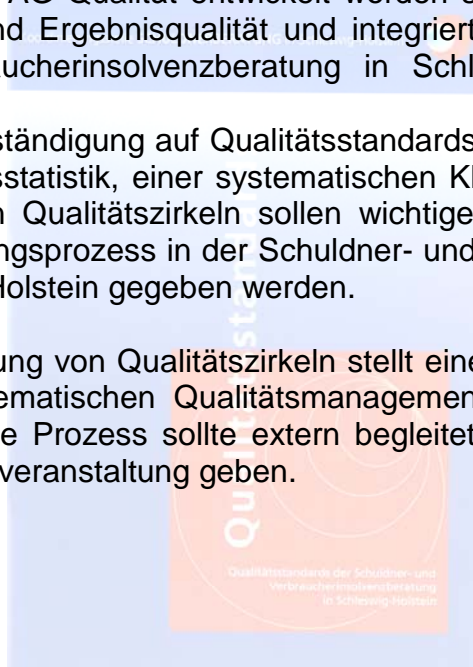 AG Qualität entwickelt werden s
nd Ergebnisqualität und integriert
aucherinsolvenzberatung in Schl
ständigung auf Qualitätsstandards
sstatistik, einer systematischen Kl
n Qualitätszirkeln sollen wichtige
ngsprozess in der Schuldner- und
Holstein gegeben werden.
ung von Qualitätszirkeln stellt eine
ematischen Qualitätsmanagemen
e Prozess sollte extern begleitet
veranstaltung geben.
Qualitätsstandards der Schuldner- und
Verbraucherinsolvenzberatung
in Schleswig-Holstein